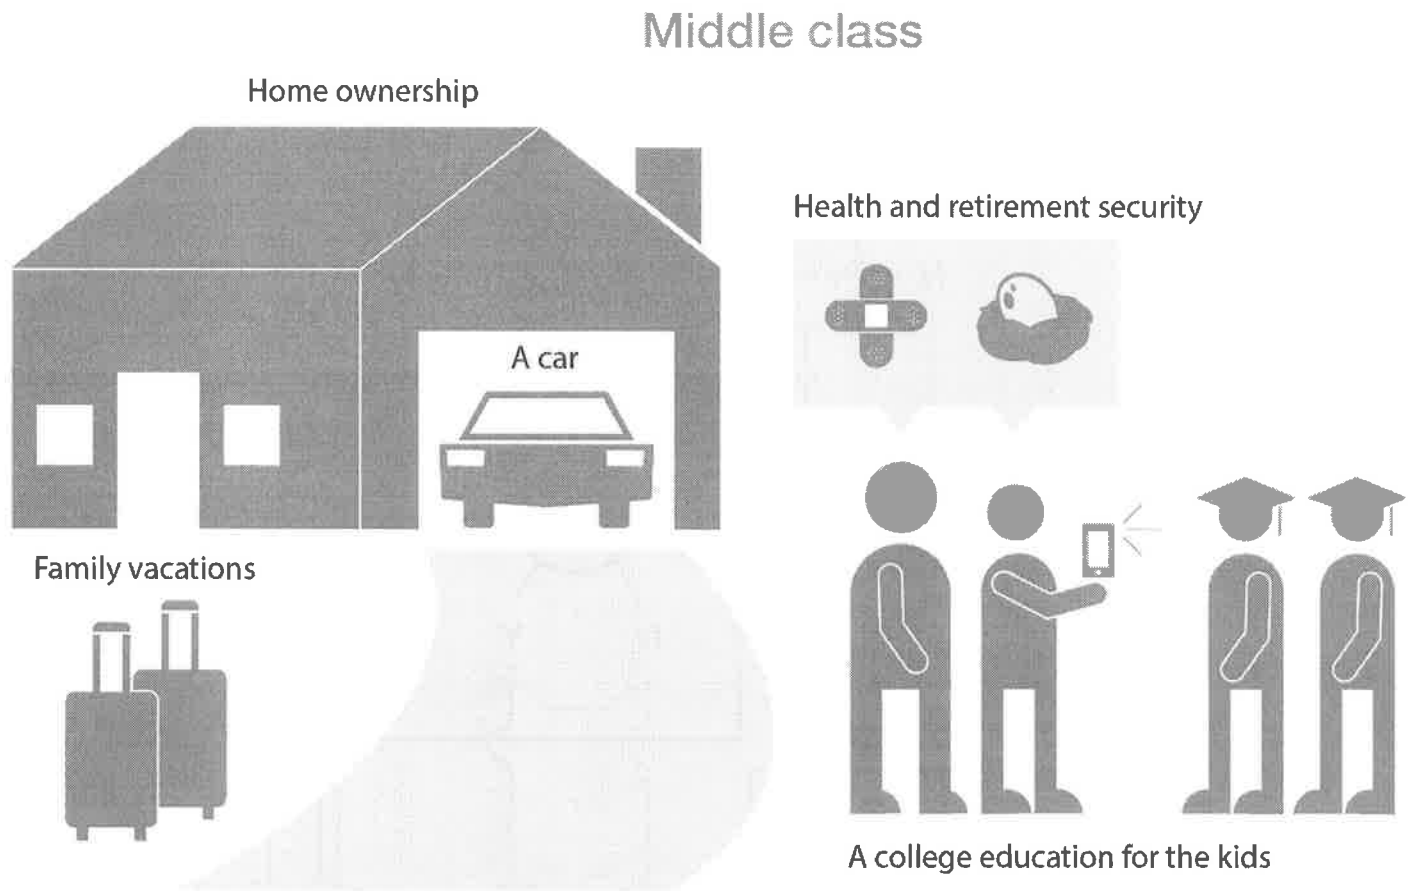 Middle class
Home ownership
Health and retirement security
A car
Family vacations
A college education for the kids